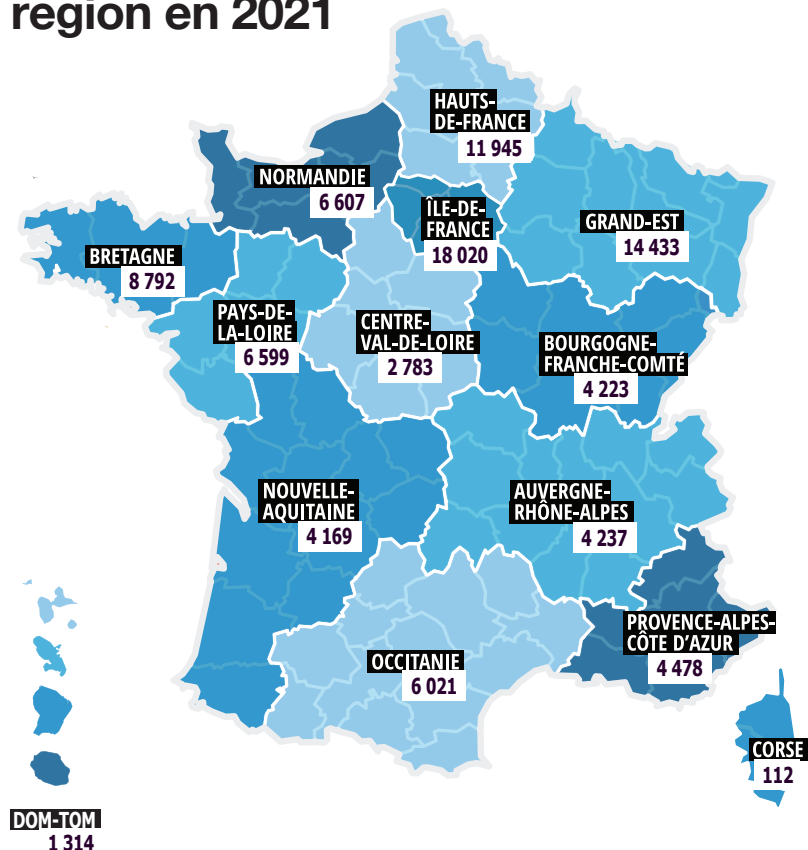 région en 2021
HAUTS-
DE-FRANCE
11 945
NORMANDIE
6 607
ÎLE-DE-
FRANCE
18 020
GRAND-EST
14 433
BRETAGNE
8 792
PAYS-DE-
LA-LOIRE
6 599
CENTRE-
VAL-DE-LOIRE
2 783
BOURGOGNE-
FRANCHE-COMTÉ
4 223
NOUVELLE-
AQUITAINE
4 169
AUVERGNE-
RHÔNE-ALPES
4 237
PROVENCE-ALPES-
CÔTE D'AZUR
4 478
OCCITANIE
6 021
CORSE
112
DOM-TOM
1 314